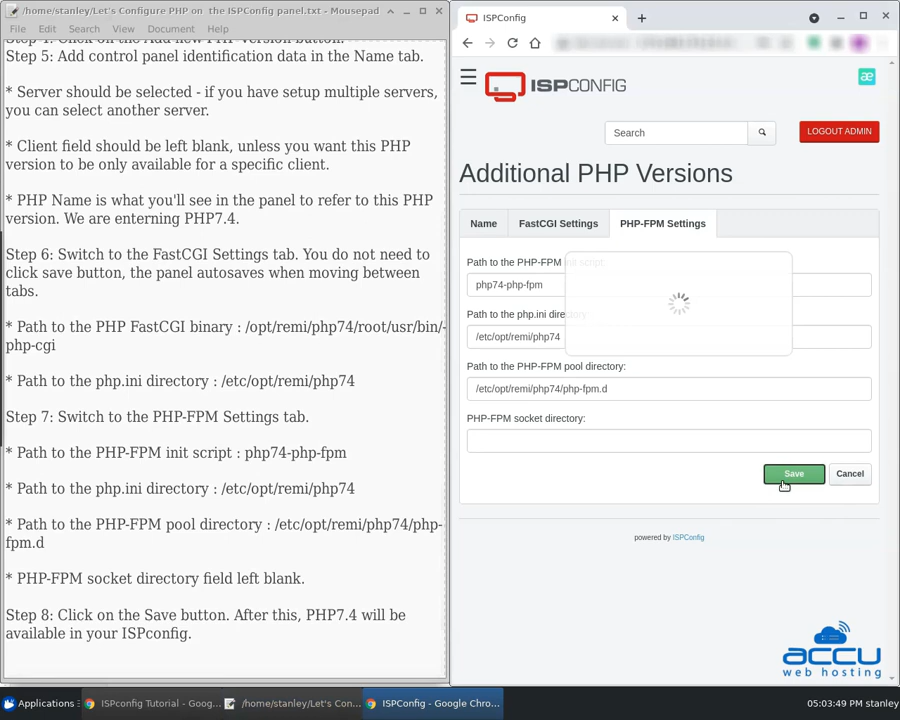 /home/stanley/Let's Configure PHP on the ISPConfig panel.txt - Mousepad
File Edit Search View Document Help
Step 5: Add control panel identification data in the Name tab.
* Server should be selected - if you have setup multiple servers,
you can select another server.
* Client field should be left blank, unless you want this PHP
version to be only available for a specific client.
* PHP Name is what you'll see in the panel to refer to this PHP
version. We are enterning PHP7.4.
Step 6: Switch to the FastCGI Settings tab. You do not need to
click save button, the panel autosaves when moving between
tabs.
* Path to the PHP FastCGI binary : /opt/remi/php74/root/usr/bin/
php-cgi
* Path to the php.ini directory : /etc/opt/remi/php74
Step 7: Switch to the PHP-FPM Settings tab.
* Path to the PHP-FPM init script : php74-php-fpm
* Path to the php.ini directory : /etc/opt/remi/php74
* Path to the PHP-FPM pool directory : /etc/opt/remi/php74/php-
fpm.d
* PHP-FPM socket directory field left blank.
Step 8: Click on the Save button. After this, PHP7.4 will be
available in your ISPconfig.
ISPConfig
ISPCONFIG
æ
Search
LOGOUT ADMIN
Additional PHP Versions
Name FastCGI Settings PHP-FPM Settings
Path to the PHP-FPM init script:
php74-php-fpm
Path to the php.ini directory:
/etc/opt/remi/php74
Path to the PHP-FPM pool directory:
/etc/opt/remi/php74/php-fpm.d
PHP-FPM socket directory:
Save Cancel
powered by ISPConfig
ACCU
web hosting
Applications ISPconfig Tutorial - Goog... /home/stanley/Let's Con... ISPConfig - Google Chro... 05:03:49 PM stanley